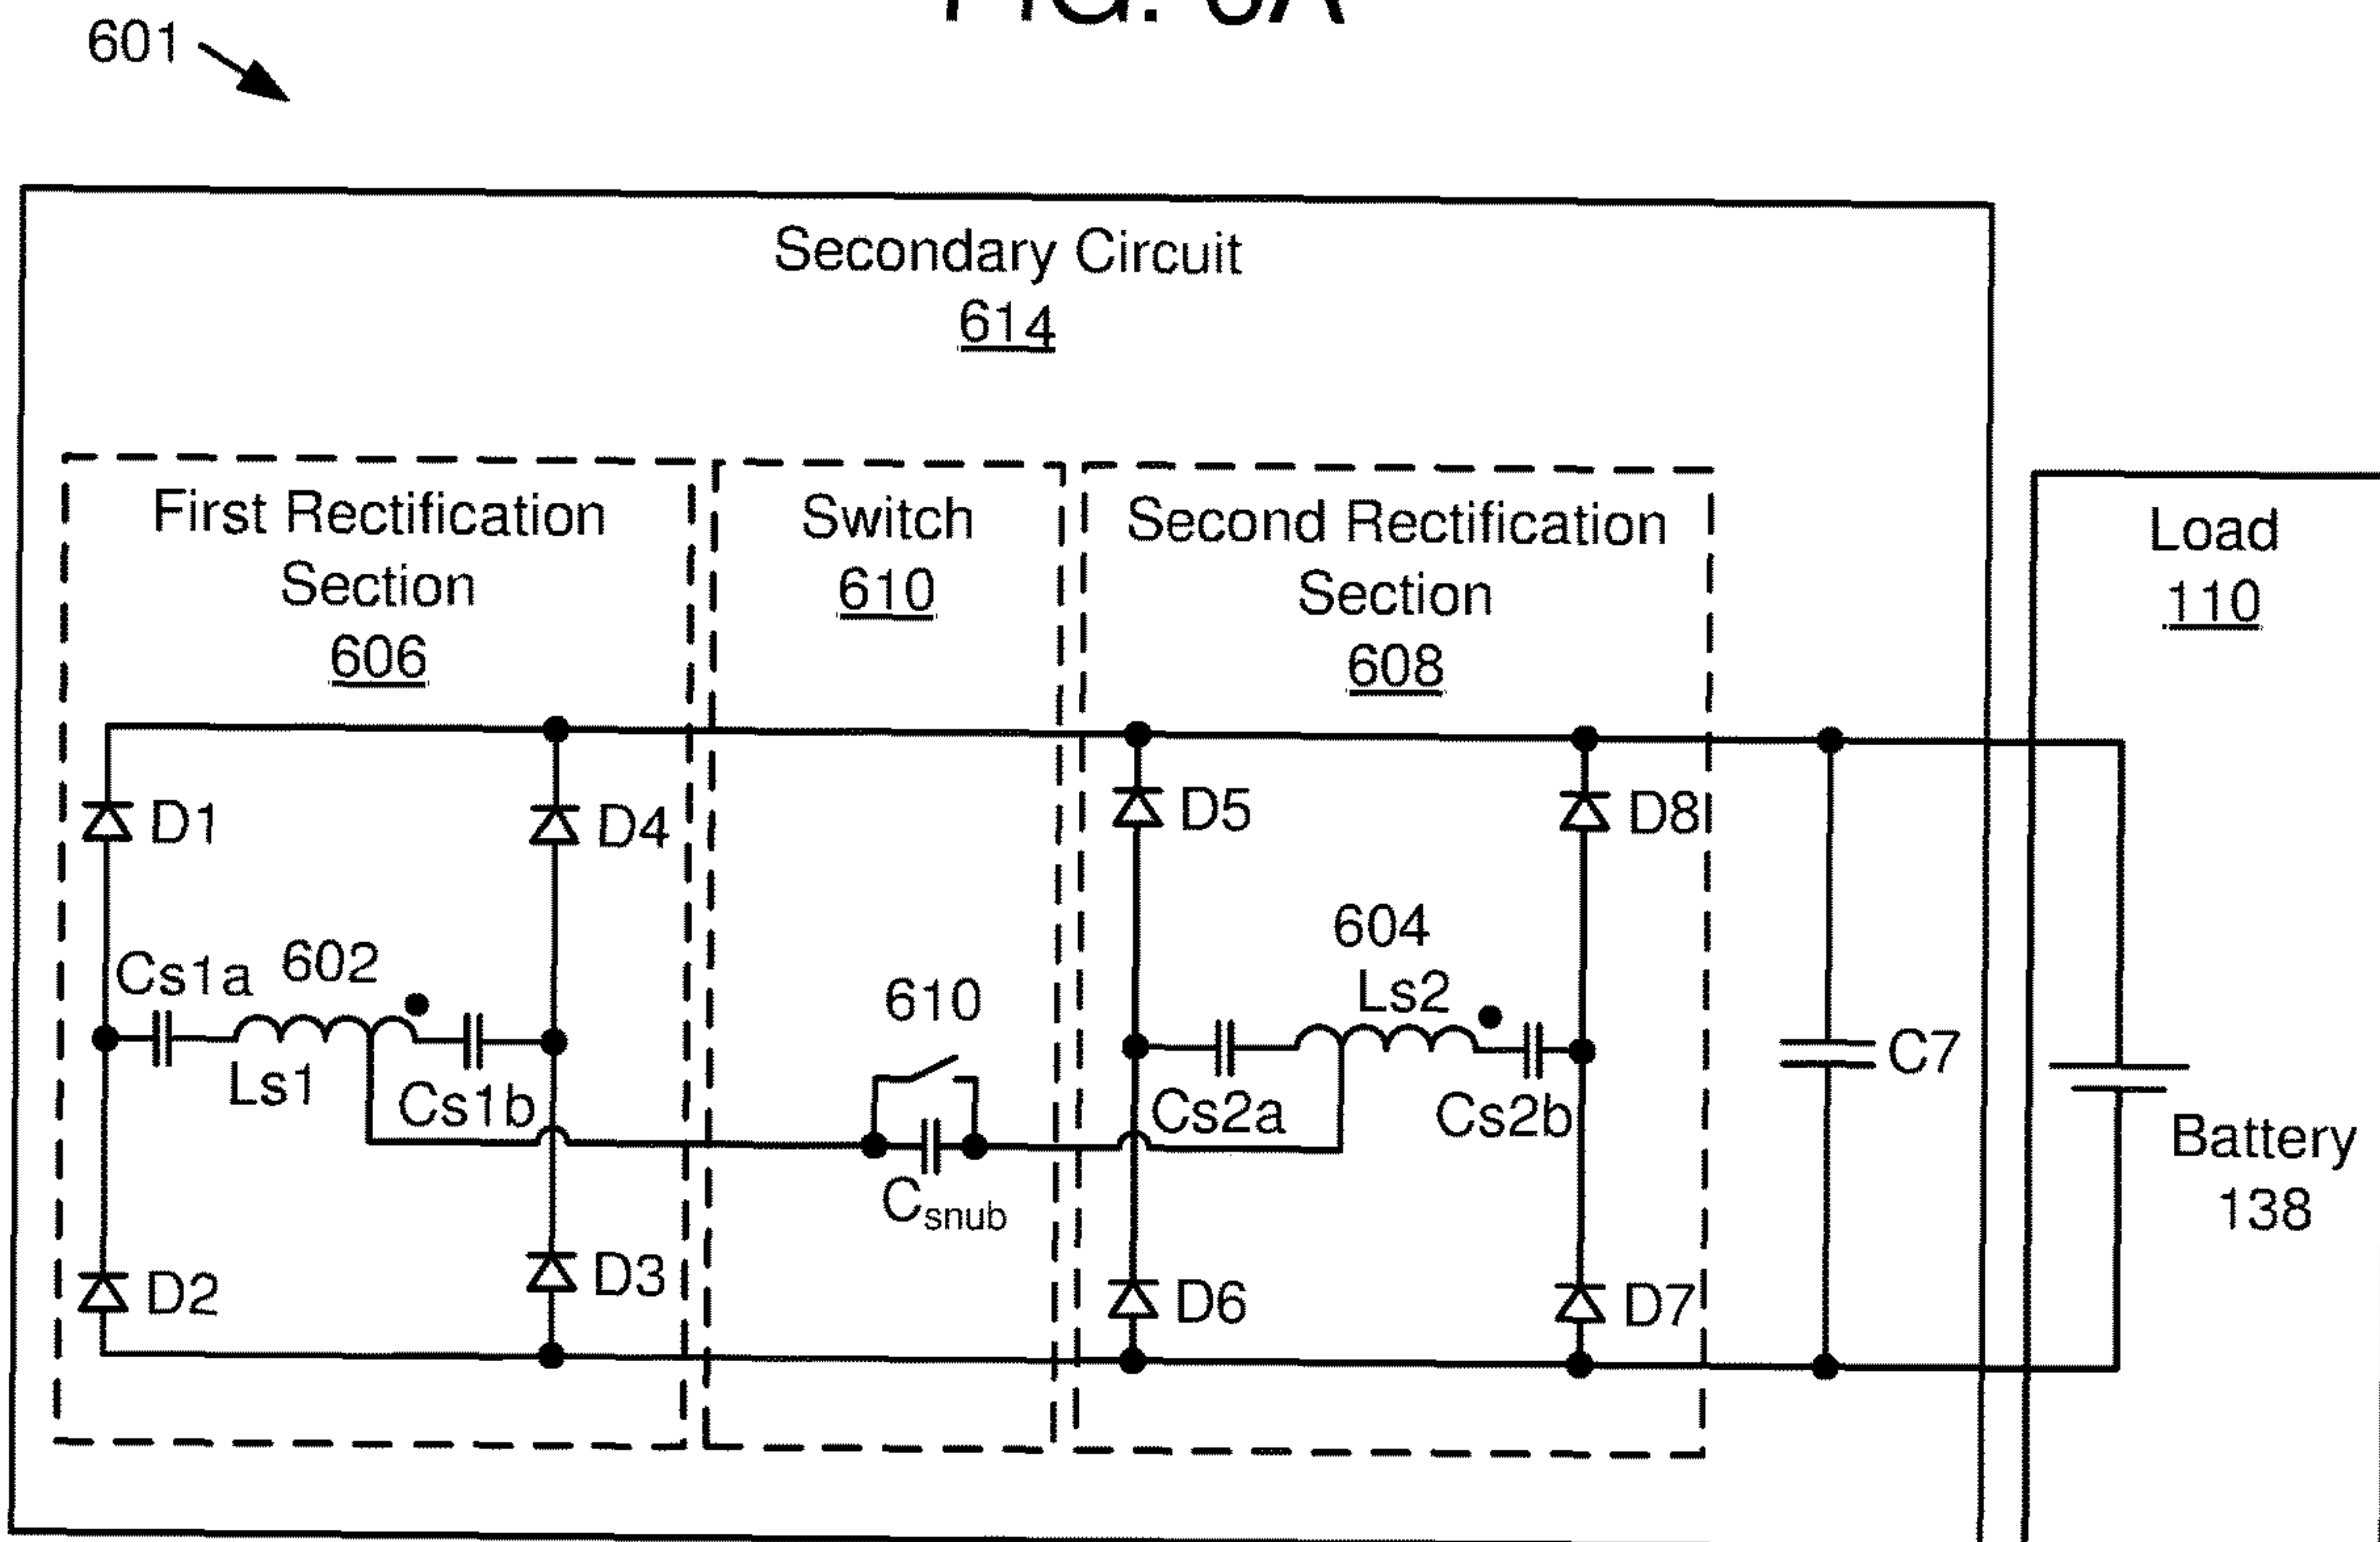 601
Secondary Circuit
614
First Rectification
Section
606
Switch
610
Second Rectification
Section
608
Load
110
D1
D4
D5
D8
Cs1a
602
Ls1
Cs1b
610
Csnub
604
Ls2
Cs2a
Cs2b
C7
Battery
138
D2
D3
D6
D7